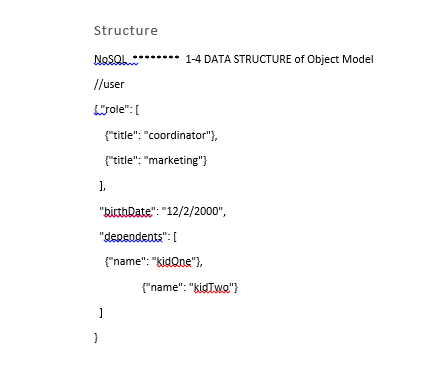 Structure
NoSQL ******** 1-4 DATA STRUCTURE of Object Model
//user
{ "role": [
{"title": "coordinator"},
{"title": "marketing"}
],
"birthDate": "12/2/2000",
"dependents": [
{"name": "kidOne"},
{"name": "kidTwo"}
]
}